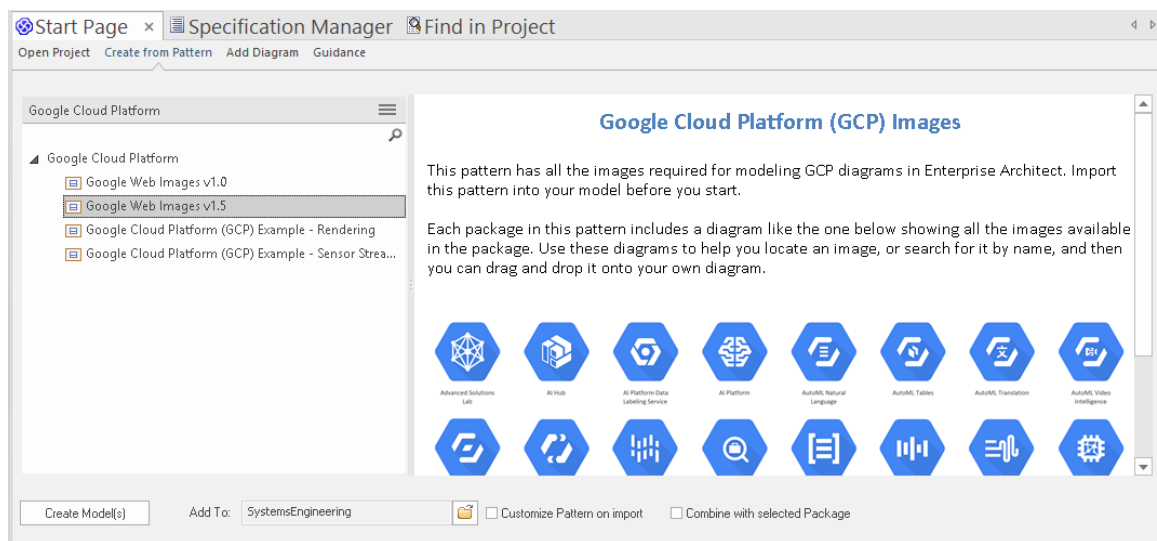 Start Page × Specification Manager Find in Project
Open Project Create from Pattern Add Diagram Guidance
Google Cloud Platform
Google Cloud Platform
Google Web Images v1.0
Google Web Images v1.5
Google Cloud Platform (GCP) Example - Rendering
Google Cloud Platform (GCP) Example - Sensor Strea...
Google Cloud Platform (GCP) Images
This pattern has all the images required for modeling GCP diagrams in Enterprise Architect. Import
this pattern into your model before you start.
Each package in this pattern includes a diagram like the one below showing all the images available
in the package. Use these diagrams to help you locate an image, or search for it by name, and then
you can drag and drop it onto your own diagram.
Advanced Solutions
Lab
AI Hub
AI Platform Data
Labeling Service
AI Platform
AutoML Natural
Language
AutoML Tables
AutoML Translation
AutoML Video
Intelligence
Create Model(s) Add To: SystemsEngineering Customize Pattern on import Combine with selected Package